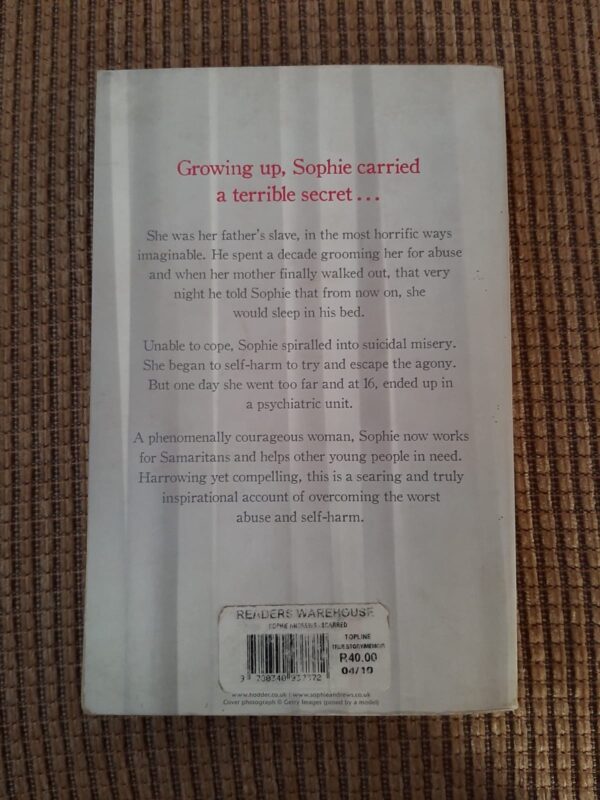 Growing up, Sophie carried
a terrible secret . . .
She was her father's slave, in the most horrific ways
imaginable. He spent a decade grooming her for abuse
and when her mother finally walked out, that very
night he told Sophie that from now on, she
would sleep in his bed.
Unable to cope, Sophie spiralled into suicidal misery.
She began to self-harm to try and escape the agony.
But one day she went too far and at 16, ended up in
a psychiatric unit.
A phenomenally courageous woman, Sophie now works
for Samaritans and helps other young people in need.
Harrowing yet compelling, this is a searing and truly
inspirational account of overcoming the worst
abuse and self-harm.
READERS WAREHOUSE
SOPHIE ANDREWS - SCARRED
TOPLINE
TRUE STORY/MEMOIR
R40.00
04/19
9 780340 937372
www.hodder.co.uk | www.sophieandrews.co.uk
Cover photograph © Getty Images (posed by a model)